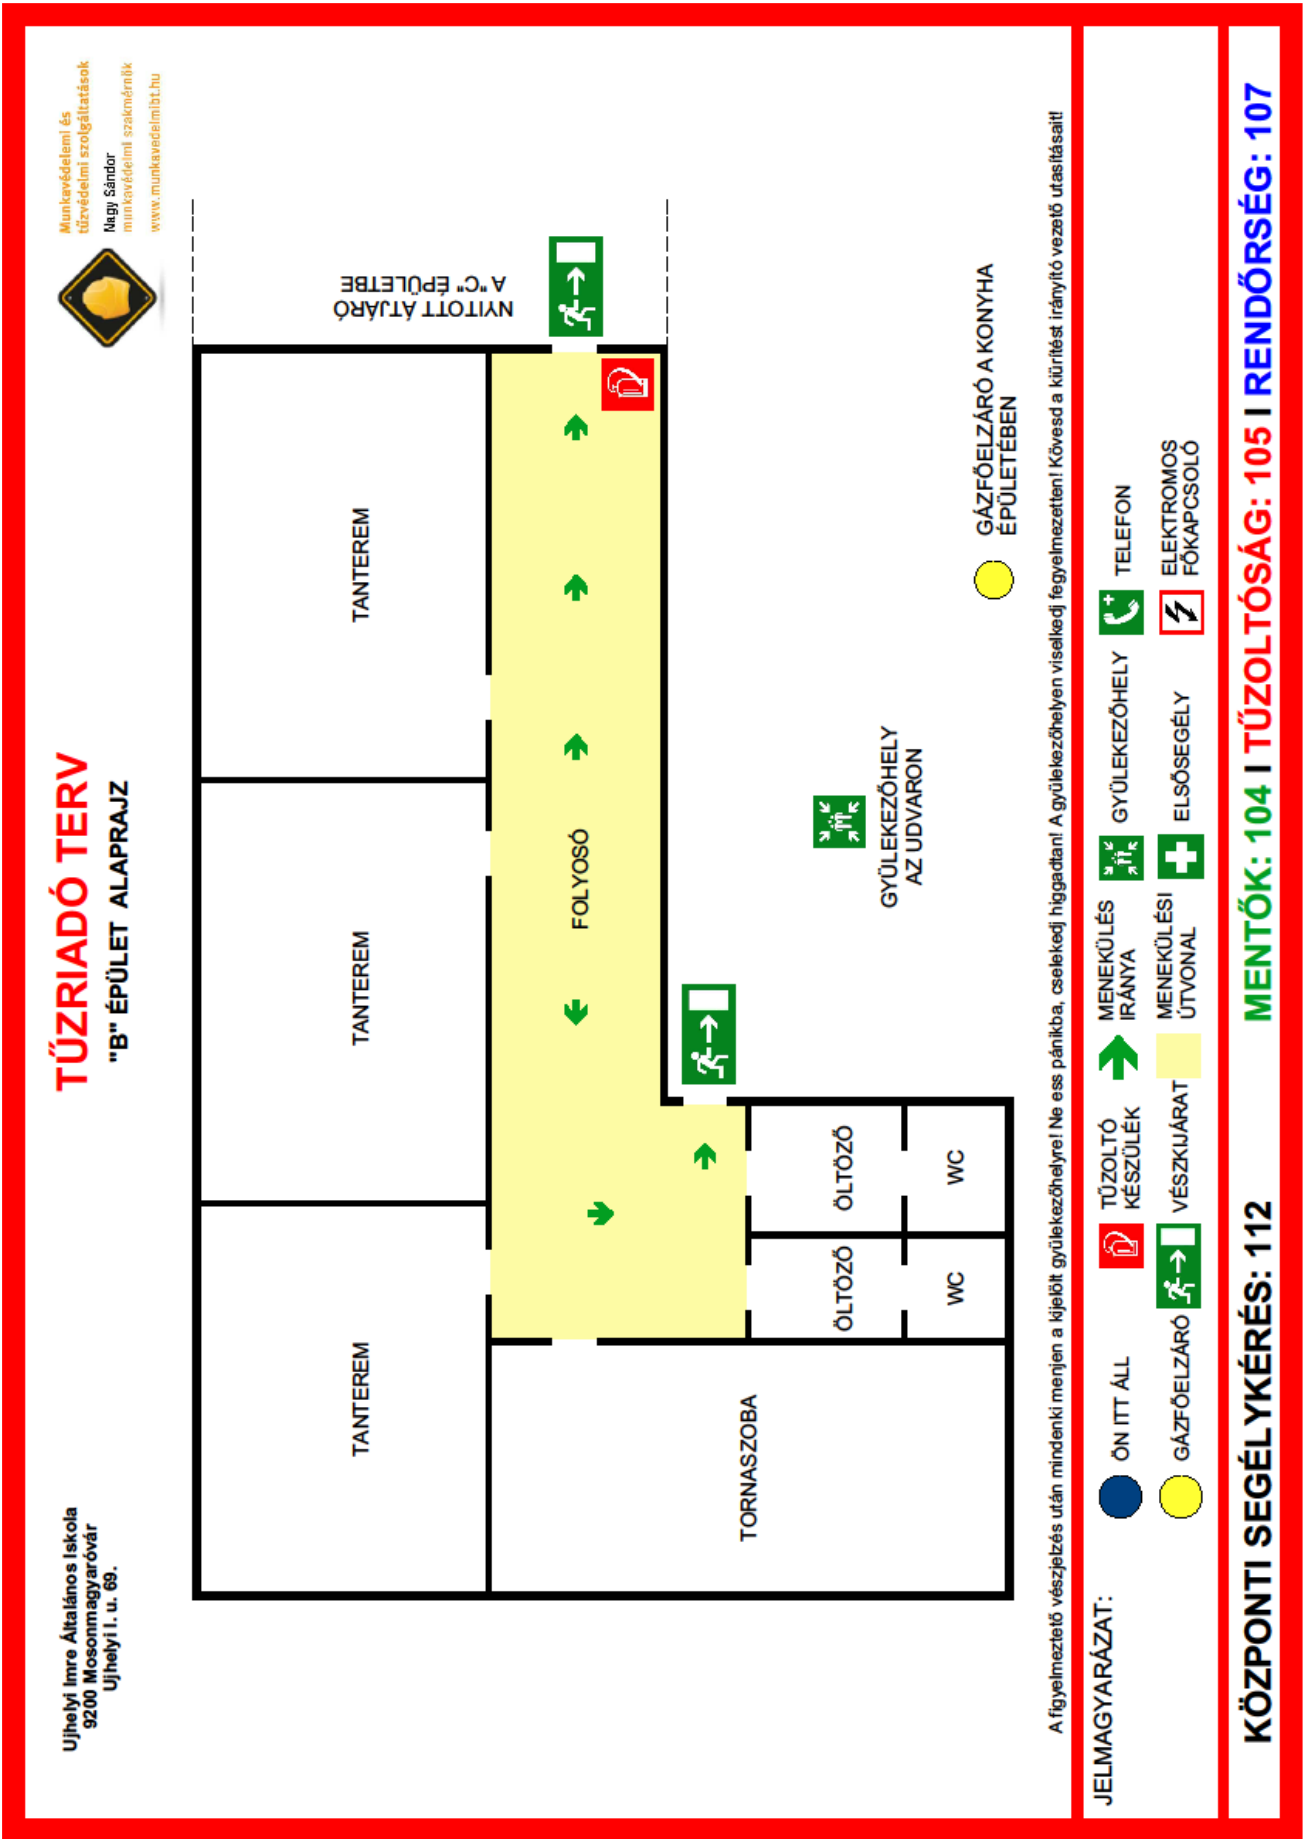 Ujhelyi Imre Általános Iskola
9200 Mosonmagyaróvár
Ujhelyi I. u. 69.
TŰZRIADÓ TERV
"B" ÉPÜLET ALAPRAJZ
Munkavédelemi és
tűzvédelmi szolgáltatások
Nagy Sándor
munkavédelmi szakmérnök
www.munkavedelmibt.hu
TANTEREM
TANTEREM
TANTEREM
NYITOTT ÁTJÁRÓ
A "C" ÉPÜLETBE
FOLYOSÓ
TORNASZOBA
ÖLTÖZŐ
ÖLTÖZŐ
WC
WC
GYÜLEKEZŐHELY
AZ UDVARON
GÁZFŐELZÁRÓ A KONYHA
ÉPÜLETÉBEN
A figyelmeztető vészjelzés után mindenki menjen a kijelölt gyülekezőhelyre! Ne ess pánikba, cselekedj higgadtan! A gyülekezőhelyen viselkedj fegyelmezetten! Kövesd a kiürítést irányító vezető utasításait!
JELMAGYARÁZAT:
ÖN ITT ÁLL
TŰZOLTÓ
KÉSZÜLÉK
MENEKÜLÉS
IRÁNYA
GYÜLEKEZŐHELY
TELEFON
GÁZFŐELZÁRÓ
VÉSZKIJÁRAT
MENEKÜLÉSI
ÚTVONAL
ELSŐSEGÉLY
ELEKTROMOS
FŐKAPCSOLÓ
KÖZPONTI SEGÉLYKÉRÉS: 112
MENTŐK: 104 I TŰZOLTÓSÁG: 105 I RENDŐRSÉG: 107